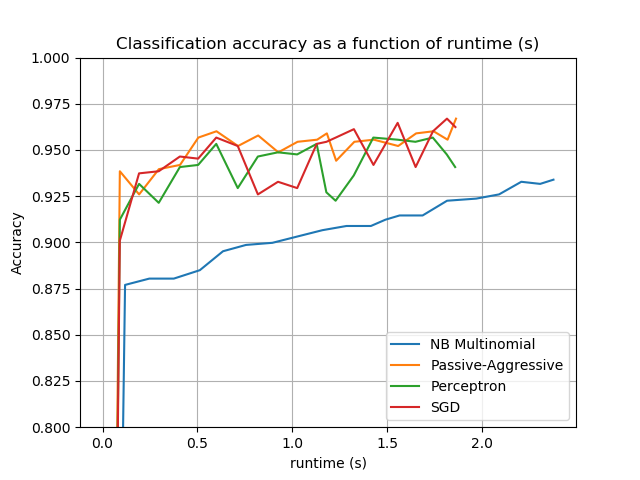 Classification accuracy as a function of runtime (s)
1.000
0.975
0.950
0.925
0.900
0.875
0.850
0.825
0.800
Accuracy
NB Multinomial
Passive-Aggressive
Perceptron
SGD
0.0 0.5 1.0 1.5 2.0
runtime (s)